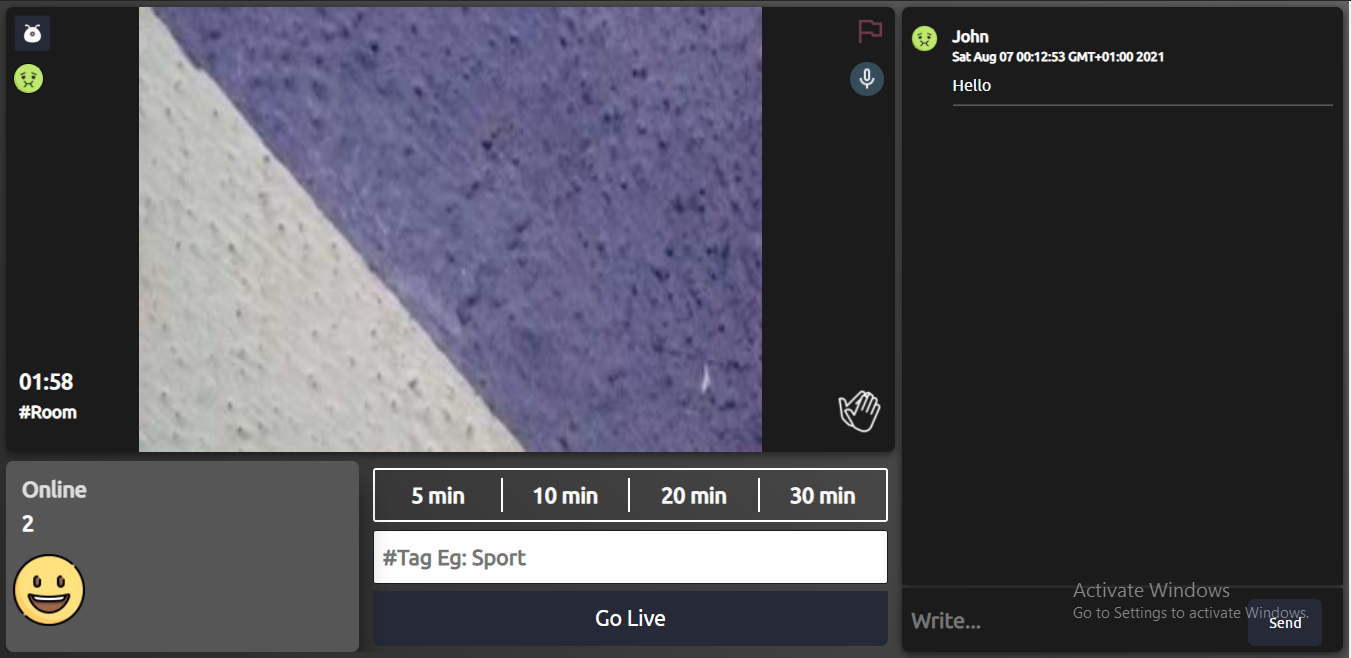 01:58
#Room
Online
2
5 min
10 min
20 min
30 min
#Tag Eg: Sport
Go Live
John
Sat Aug 07 00:12:53 GMT+01:00 2021
Hello
Activate Windows
Go to Settings to activate Windows.
Write...
Send